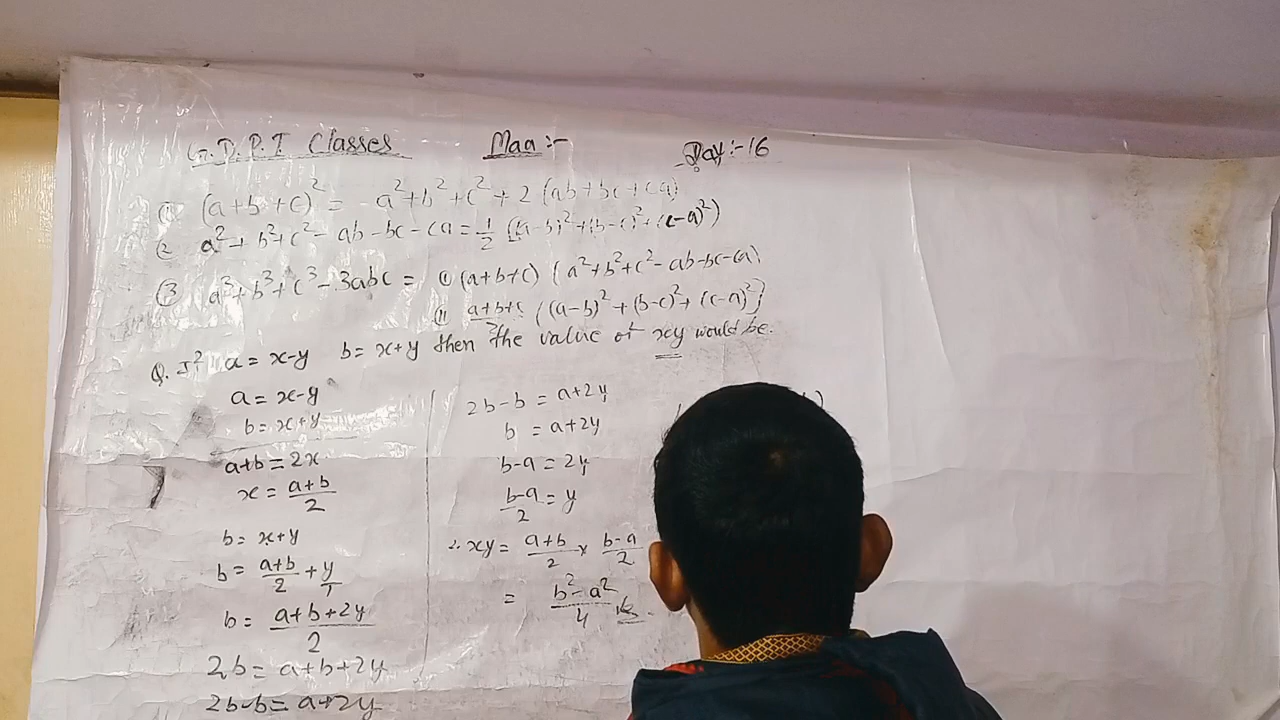 G.D.P.I. Classes Maa :- Day :- 16
① (a+b+c)² = a²+b²+c²+2(ab+bc+ca)
② a²+b²+c²-ab-bc-ca = 1/2 {(a-b)²+(b-c)²+(c-a)²}
③ a³+b³+c³-3abc = ① (a+b+c) (a²+b²+c²-ab-bc-ca)
② a+b+c/2 {(a-b)²+(b-c)²+(c-a)²}
Q. If a = x-y b = x+y then the value of xy would be.
a = x-y
b = x+y
a+b = 2x
x = a+b/2
b = x+y
b = a+b/2 + y/1
b = a+b+2y/2
2b = a+b+2y
2b-b = a+2y
2b-b = a+2y
b = a+2y
b-a = 2y
b-a/2 = y
∴ xy = a+b/2 × b-a/2
= b²-a²/4